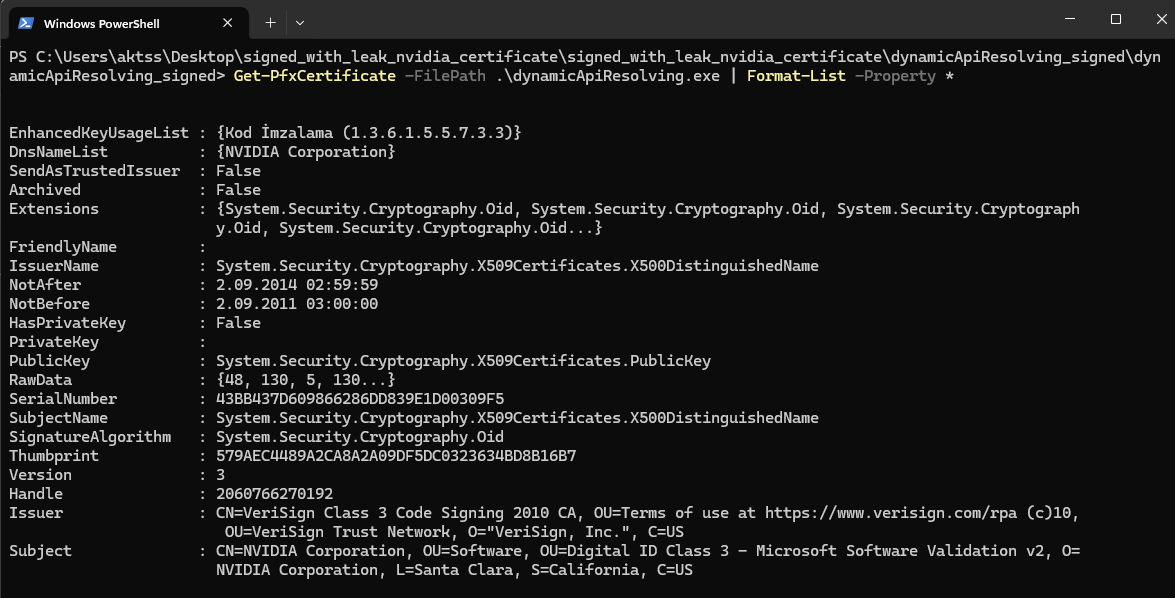 Windows PowerShell
PS C:\Users\aktss\Desktop\signed_with_leak_nvidia_certificate\signed_with_leak_nvidia_certificate\dynamicApiResolving_signed\dyn
amicApiResolving_signed> Get-PfxCertificate -FilePath .\dynamicApiResolving.exe | Format-List -Property *
EnhancedKeyUsageList : {Kod İmzalama (1.3.6.1.5.5.7.3.3)}
DnsNameList : {NVIDIA Corporation}
SendAsTrustedIssuer : False
Archived : False
Extensions : {System.Security.Cryptography.Oid, System.Security.Cryptography.Oid, System.Security.Cryptograph
y.Oid, System.Security.Cryptography.Oid...}
FriendlyName :
IssuerName : System.Security.Cryptography.X509Certificates.X500DistinguishedName
NotAfter : 2.09.2014 02:59:59
NotBefore : 2.09.2011 03:00:00
HasPrivateKey : False
PrivateKey :
PublicKey : System.Security.Cryptography.X509Certificates.PublicKey
RawData : {48, 130, 5, 130...}
SerialNumber : 43BB437D609866286DD839E1D00309F5
SubjectName : System.Security.Cryptography.X509Certificates.X500DistinguishedName
SignatureAlgorithm : System.Security.Cryptography.Oid
Thumbprint : 579AEC4489A2CA8A2A09DF5DC0323634BD8B16B7
Version : 3
Handle : 2060766270192
Issuer : CN=VeriSign Class 3 Code Signing 2010 CA, OU=Terms of use at https://www.verisign.com/rpa (c)10,
OU=VeriSign Trust Network, O="VeriSign, Inc.", C=US
Subject : CN=NVIDIA Corporation, OU=Software, OU=Digital ID Class 3 - Microsoft Software Validation v2, O=
NVIDIA Corporation, L=Santa Clara, S=California, C=US